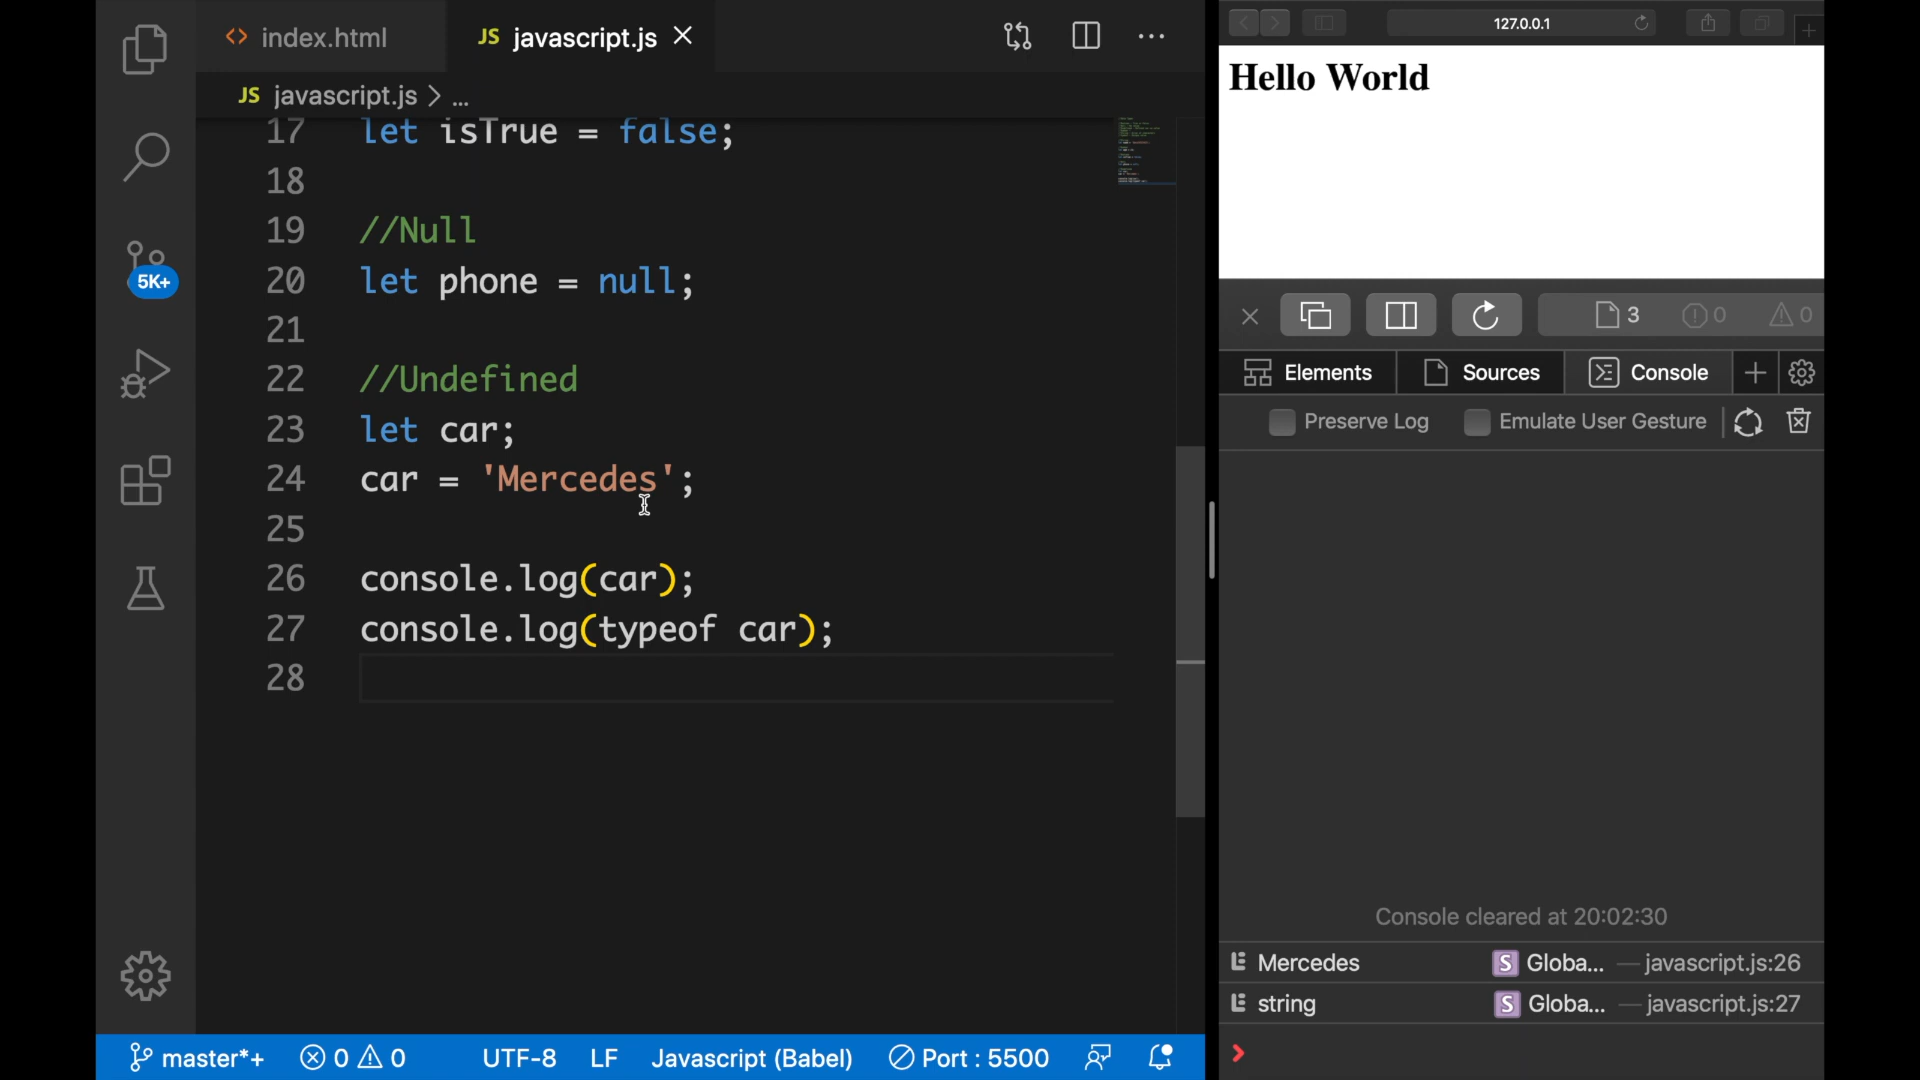 index.html
JS javascript.js
JS javascript.js > ...
17 let isTrue = false;
18
19 //Null
20 let phone = null;
21
22 //Undefined
23 let car;
24 car = 'Mercedes';
25
26 console.log(car);
27 console.log(typeof car);
28
5K+
master*+ 0 0 UTF-8 LF Javascript (Babel) Port : 5500
127.0.0.1
Hello World
3 0 0
Elements Sources Console
Preserve Log Emulate User Gesture
Console cleared at 20:02:30
Mercedes S Globa... — javascript.js:26
string S Globa... — javascript.js:27